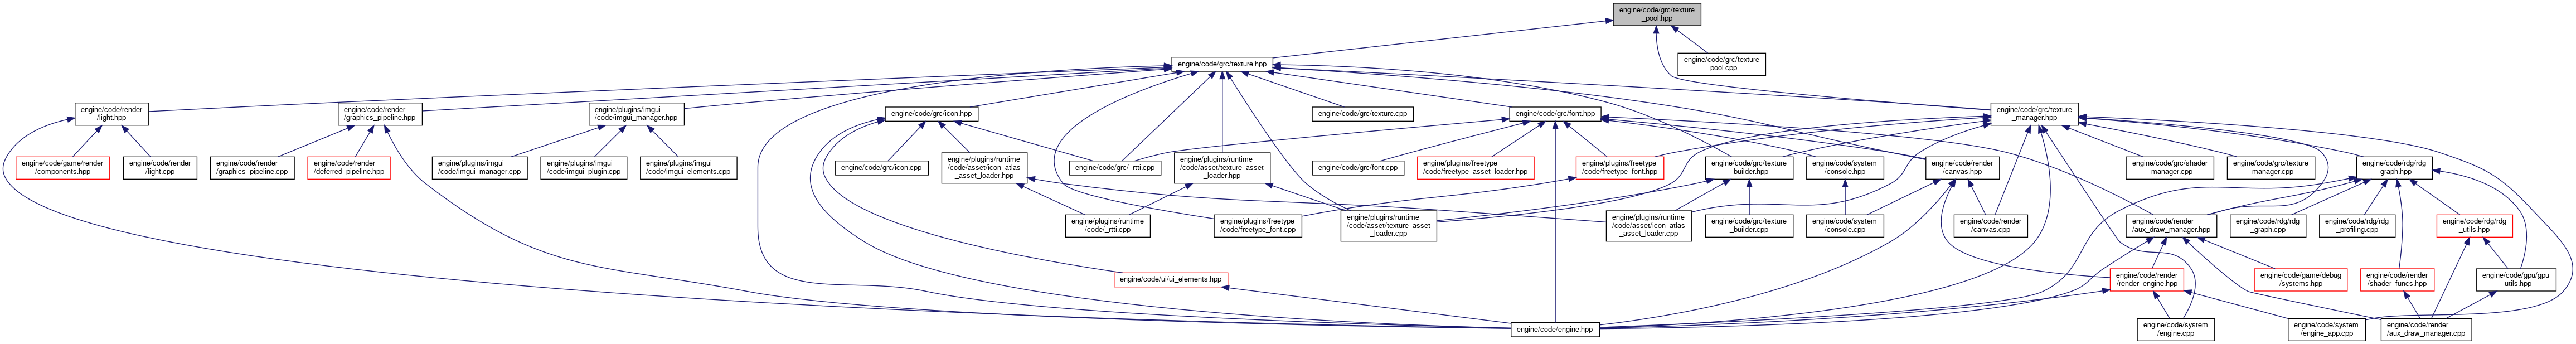 engine/code/grc/texture
_pool.hpp
engine/code/grc/texture.hpp
engine/code/grc/texture
_pool.cpp
engine/code/render
/light.hpp
engine/code/render
/graphics_pipeline.hpp
engine/plugins/imgui
/code/imgui_manager.hpp
engine/code/grc/icon.hpp
engine/code/grc/texture.cpp
engine/code/grc/font.hpp
engine/code/grc/texture
_manager.hpp
engine/code/game/render
/components.hpp
engine/code/render
/light.cpp
engine/code/render
/graphics_pipeline.cpp
engine/code/render
/deferred_pipeline.hpp
engine/plugins/imgui
/code/imgui_manager.cpp
engine/plugins/imgui
/code/imgui_plugin.cpp
engine/plugins/imgui
/code/imgui_elements.cpp
engine/code/grc/icon.cpp
engine/plugins/runtime
/code/asset/icon_atlas
_asset_loader.hpp
engine/code/grc/_rtti.cpp
engine/plugins/runtime
/code/asset/texture_asset
_loader.hpp
engine/code/grc/font.cpp
engine/plugins/freetype
/code/freetype_asset_loader.hpp
engine/plugins/freetype
/code/freetype_font.hpp
engine/code/grc/texture
_builder.hpp
engine/code/system
/console.hpp
engine/code/render
/canvas.hpp
engine/code/grc/shader
_manager.cpp
engine/code/grc/texture
_manager.cpp
engine/code/rdg/rdg
_graph.hpp
engine/plugins/runtime
/code/_rtti.cpp
engine/plugins/freetype
/code/freetype_font.cpp
engine/plugins/runtime
/code/asset/texture_asset
_loader.cpp
engine/plugins/runtime
/code/asset/icon_atlas
_asset_loader.cpp
engine/code/grc/texture
_builder.cpp
engine/code/system
/console.cpp
engine/code/render
/canvas.cpp
engine/code/render
/aux_draw_manager.hpp
engine/code/rdg/rdg
_graph.cpp
engine/code/rdg/rdg
_profiling.cpp
engine/code/rdg/rdg
_utils.hpp
engine/code/ui/ui_elements.hpp
engine/code/render
/render_engine.hpp
engine/code/game/debug
/systems.hpp
engine/code/render
/shader_funcs.hpp
engine/code/gpu/gpu
_utils.hpp
engine/code/engine.hpp
engine/code/system
/engine.cpp
engine/code/system
/engine_app.cpp
engine/code/render
/aux_draw_manager.cpp